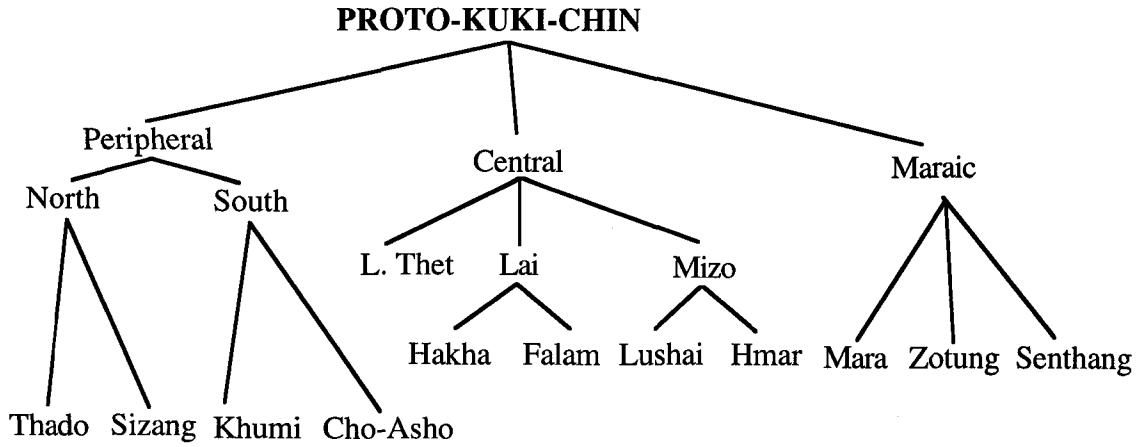 PROTO-KUKI-CHIN
Peripheral Central Maraic
North South
L. Thet Lai Mizo
Hakha Falam Lushai Hmar Mara Zotung Senthang
Thado Sizang Khumi Cho-Asho